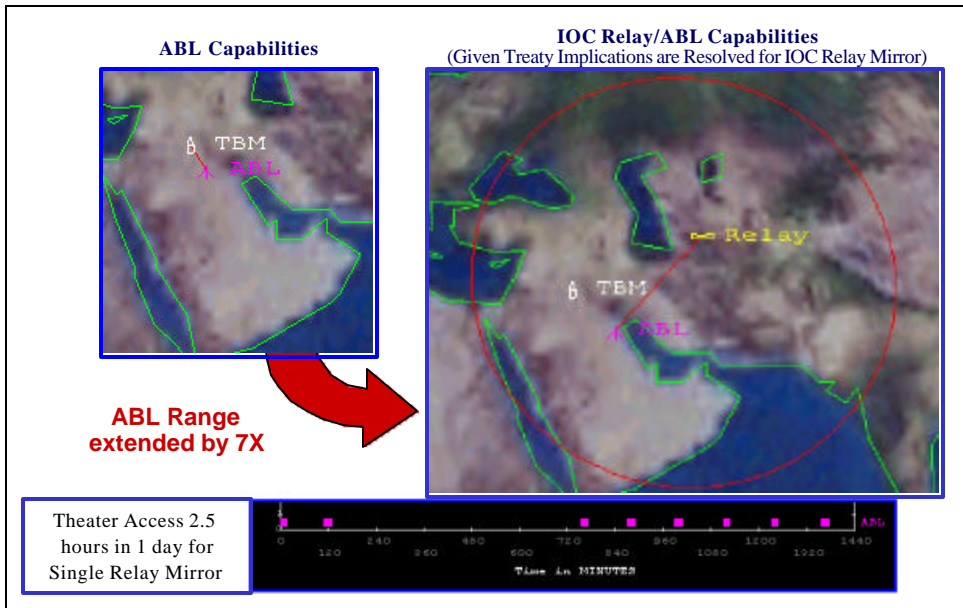 ABL Capabilities
IOC Relay/ABL Capabilities
(Given Treaty Implications are Resolved for IOC Relay Mirror)
TBM
ABL
Relay
TBM
ABL
ABL Range
extended by 7X
Theater Access 2.5
hours in 1 day for
Single Relay Mirror
ABL
0 240 480 720 960 1200 1440
120 360 600 840 1080 1320
Time in MINUTES